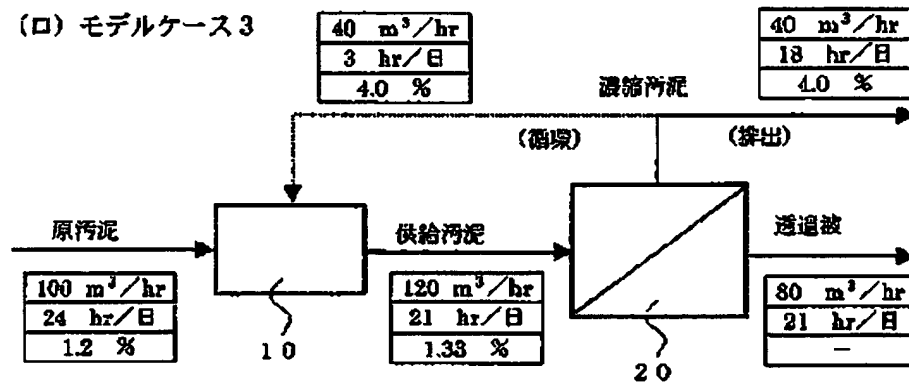 (ロ) モデルケース3
40 m³/hr
3 hr/日
4.0 %
40 m³/hr
18 hr/日
4.0 %
濃縮汚泥
(循環)
(排出)
原汚泥
供給汚泥
透過液
100 m³/hr
24 hr/日
1.2 %
120 m³/hr
21 hr/日
1.33 %
80 m³/hr
21 hr/日
—
10
20